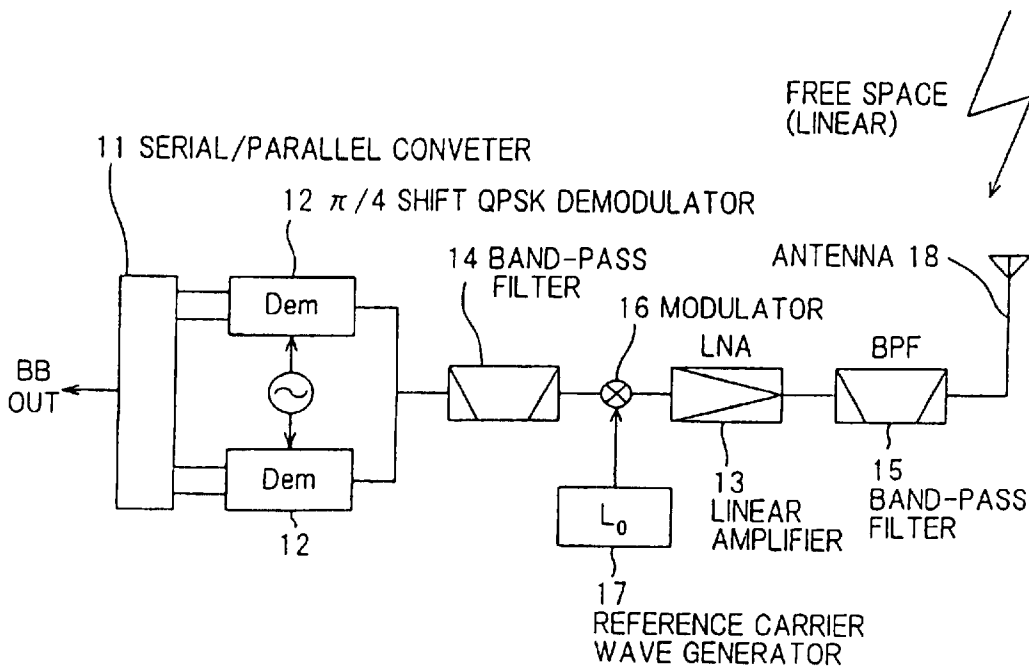 FREE SPACE
(LINEAR)
11 SERIAL/PARALLEL CONVETER
12 π/4 SHIFT QPSK DEMODULATOR
14 BAND-PASS
FILTER
ANTENNA 18
16 MODULATOR
Dem
LNA
BPF
BB
OUT
Dem
12
L0
13
LINEAR
AMPLIFIER
15
BAND-PASS
FILTER
17
REFERENCE CARRIER
WAVE GENERATOR